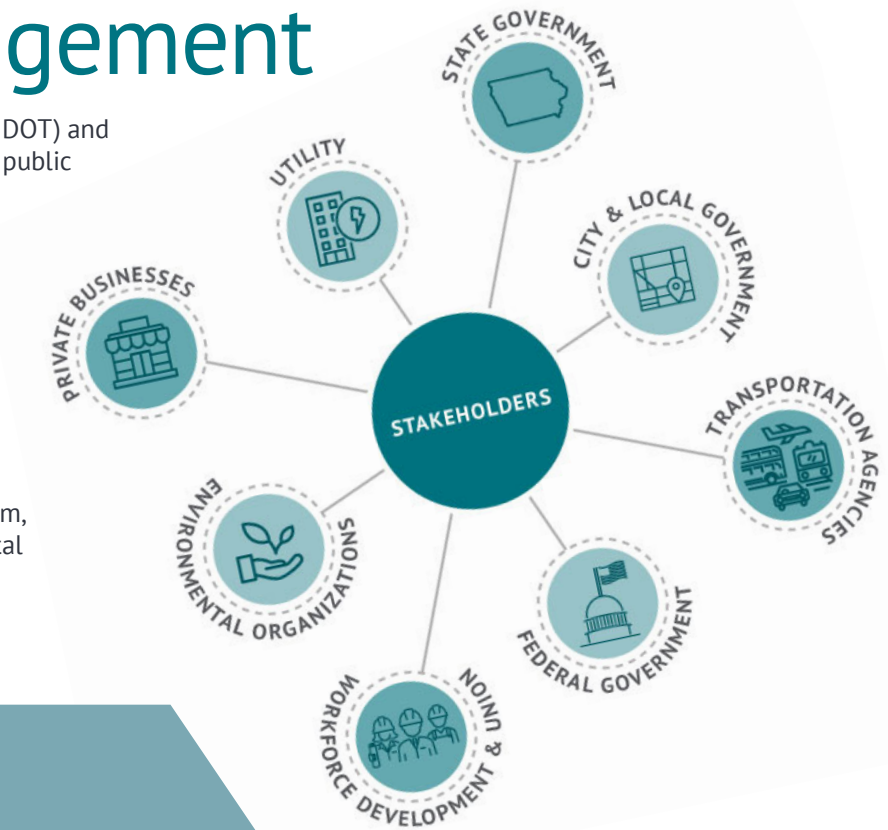 gement
DOT) and
public
m,
tal
STATE GOVERNMENT
UTILITY
CITY & LOCAL GOVERNMENT
PRIVATE BUSINESSES
STAKEHOLDERS
TRANSPORTATION AGENCIES
ENVIRONMENTAL ORGANIZATIONS
FEDERAL GOVERNMENT
WORKFORCE DEVELOPMENT & UNION